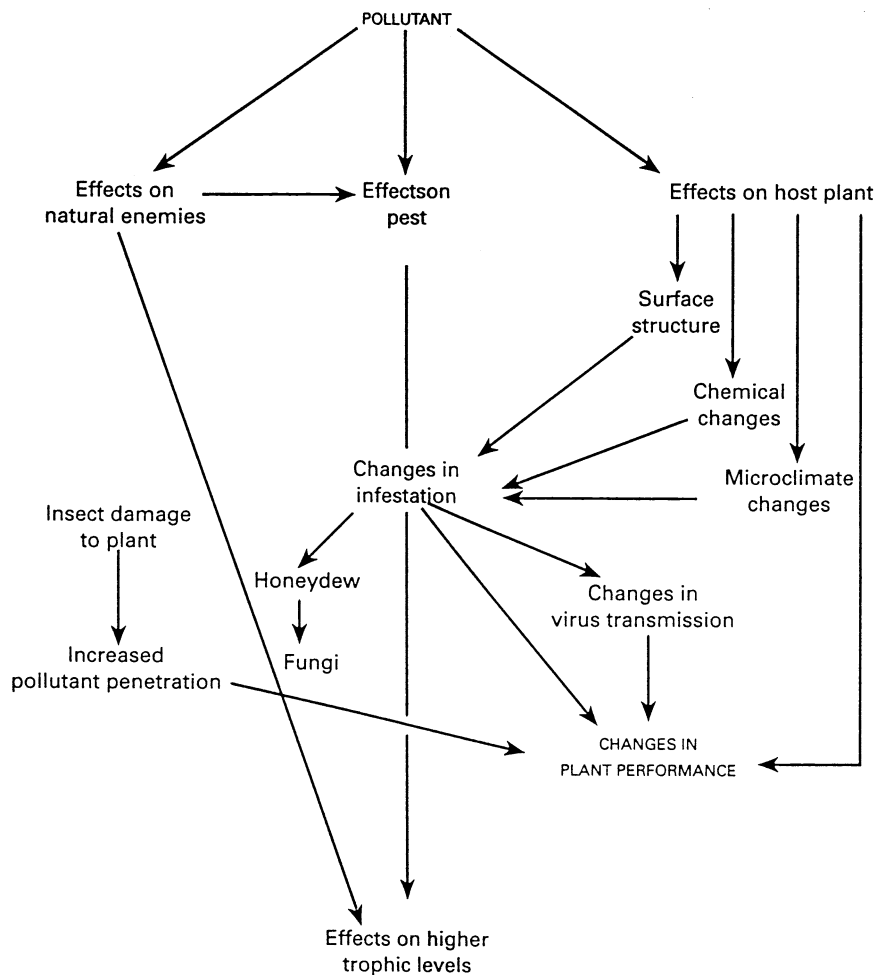 POLLUTANT
Effects on
natural enemies
Effectson
pest
Effects on host plant
Surface
structure
Chemical
changes
Microclimate
changes
Changes in
infestation
Insect damage
to plant
Honeydew
Changes in
virus transmission
Increased
pollutant penetration
Fungi
CHANGES IN
PLANT PERFORMANCE
Effects on higher
trophic levels